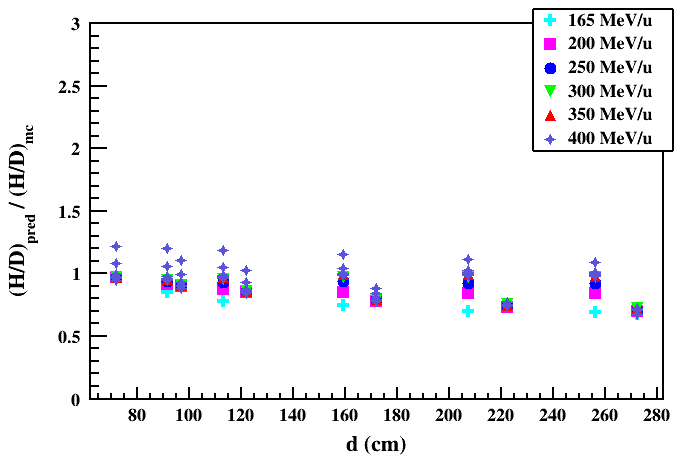 165 MeV/u
200 MeV/u
250 MeV/u
300 MeV/u
350 MeV/u
400 MeV/u
(H/D)pred / (H/D)mc
3
2.5
2
1.5
1
0.5
0
80 100 120 140 160 180 200 220 240 260 280
d (cm)